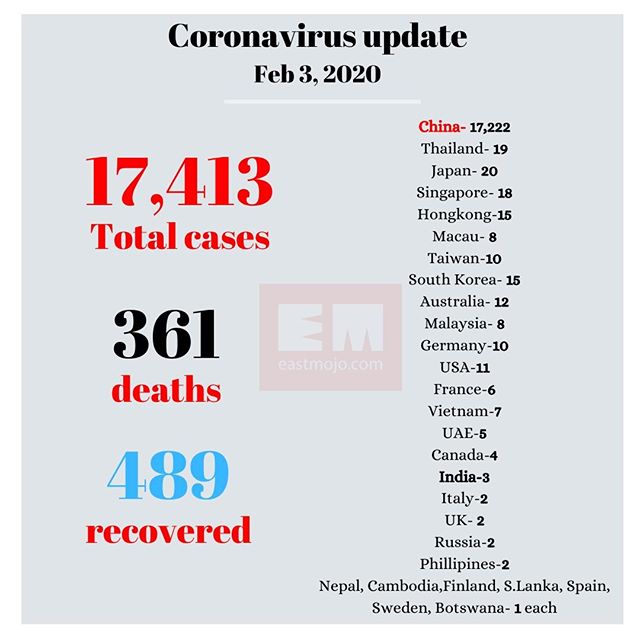 Coronavirus update
Feb 3, 2020
17,413
Total cases
361
deaths
489
recovered
China- 17,222
Thailand- 19
Japan- 20
Singapore- 18
Hongkong-15
Macau- 8
Taiwan-10
South Korea- 15
Australia- 12
Malaysia- 8
Germany-10
USA-11
France-6
Vietnam-7
UAE-5
Canada-4
India-3
Italy-2
UK- 2
Russia-2
Phillipines-2
Nepal, Cambodia,Finland, S.Lanka, Spain,
Sweden, Botswana- 1 each
EM
eastmojo.com